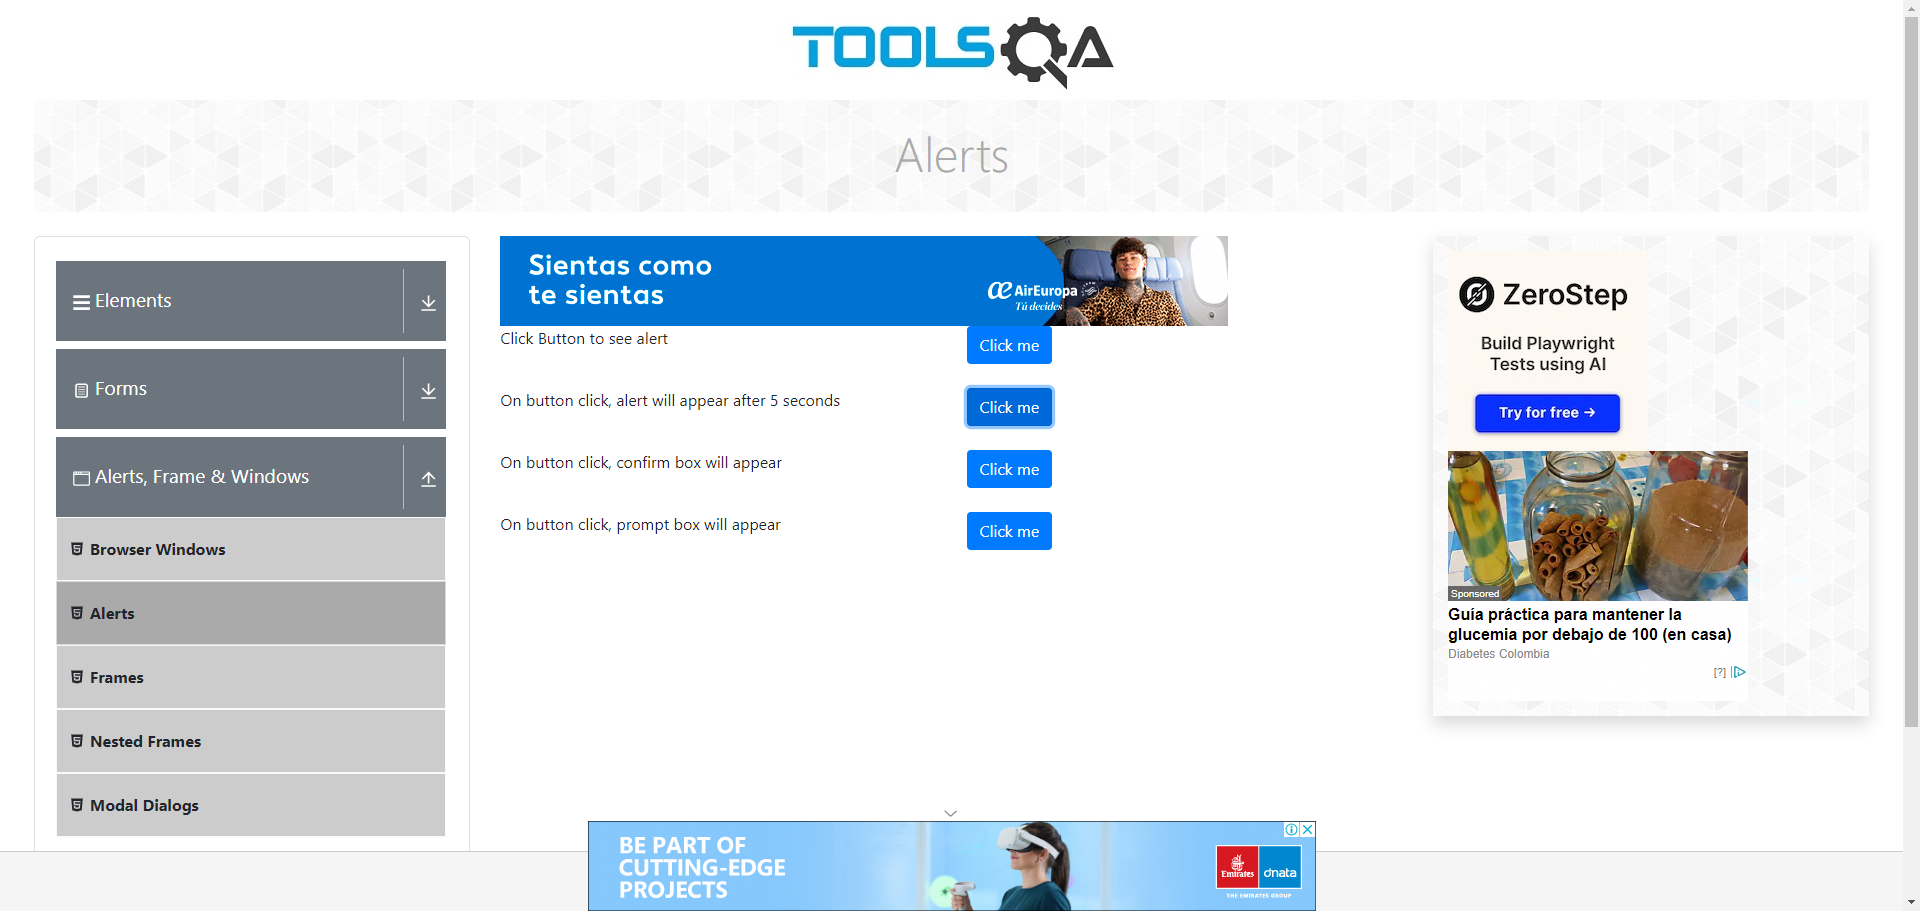 TOOLSQA
Alerts
Elements
Forms
Alerts, Frame & Windows
Browser Windows
Alerts
Frames
Nested Frames
Modal Dialogs
Sientas como
te sientas
AirEuropa
Tú decides
Click Button to see alert
Click me
On button click, alert will appear after 5 seconds
Click me
On button click, confirm box will appear
Click me
On button click, prompt box will appear
Click me
ZeroStep
Build Playwright
Tests using AI
Try for free →
Sponsored
Guía práctica para mantener la
glucemia por debajo de 100 (en casa)
Diabetes Colombia
[?]
BE PART OF
CUTTING-EDGE
PROJECTS
Emirates
dnata
THE EMIRATES GROUP